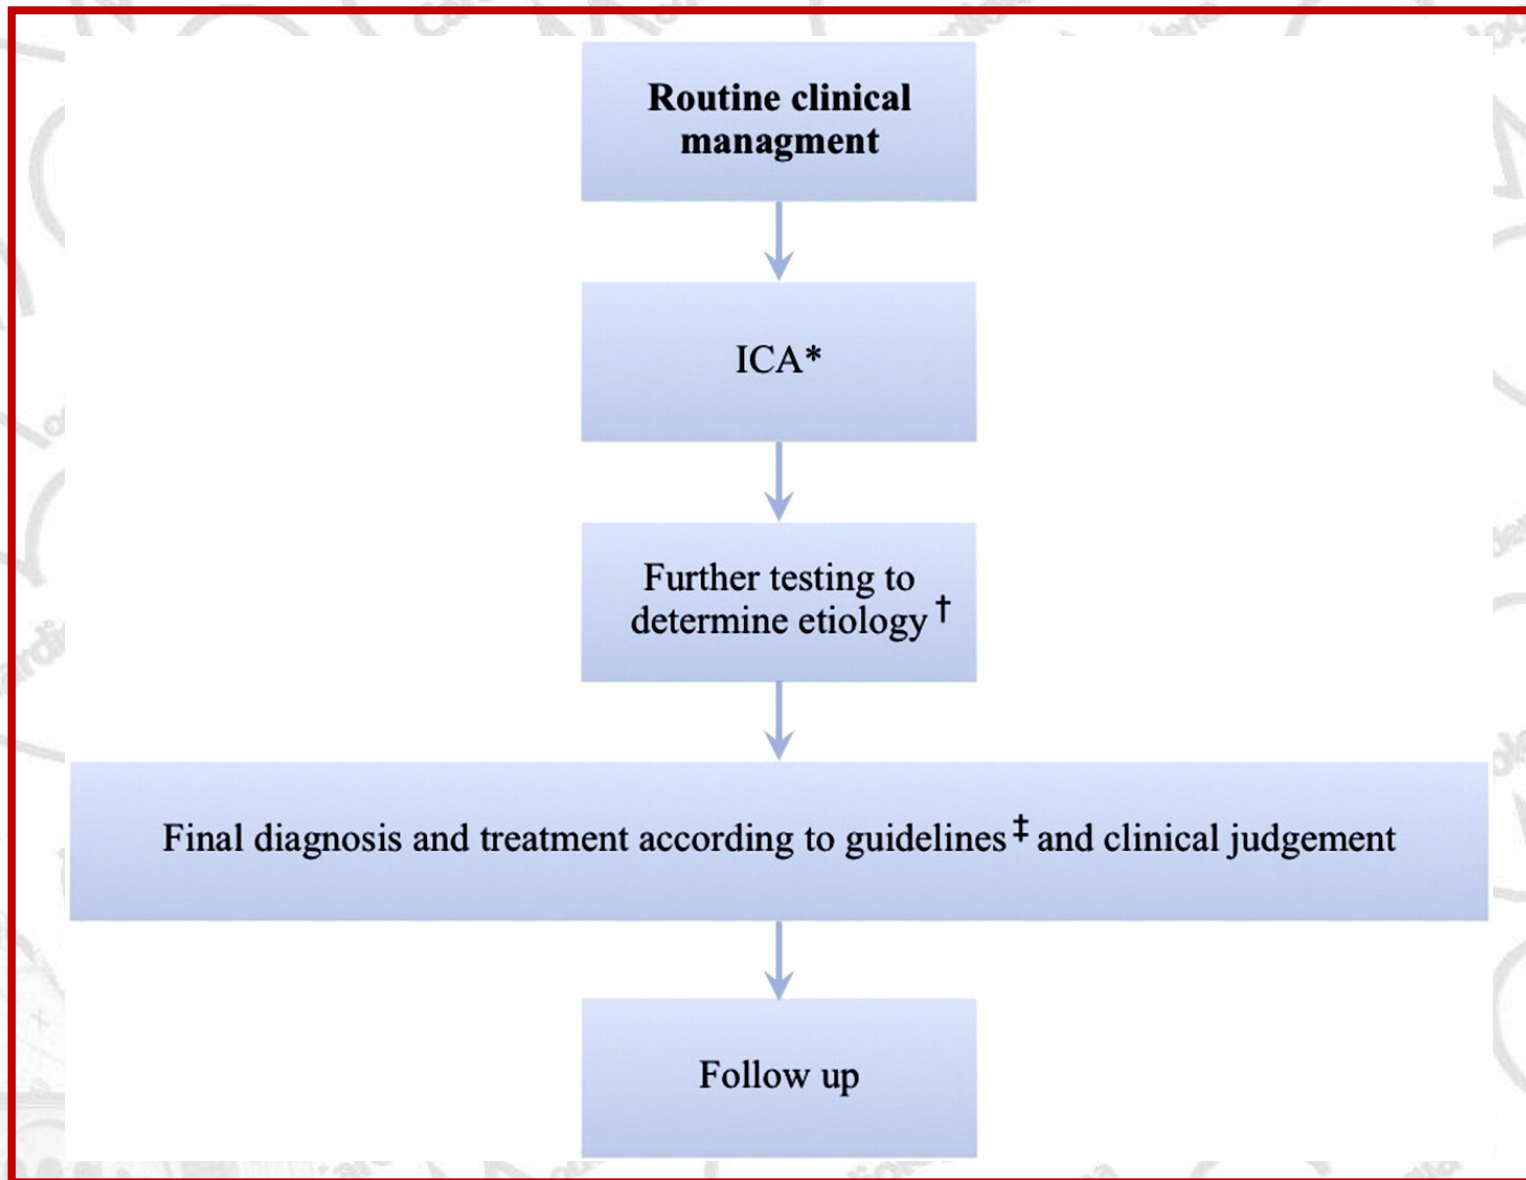 Routine clinical
managment
ICA*
Further testing to
determine etiology †
Final diagnosis and treatment according to guidelines ‡ and clinical judgement
Follow up